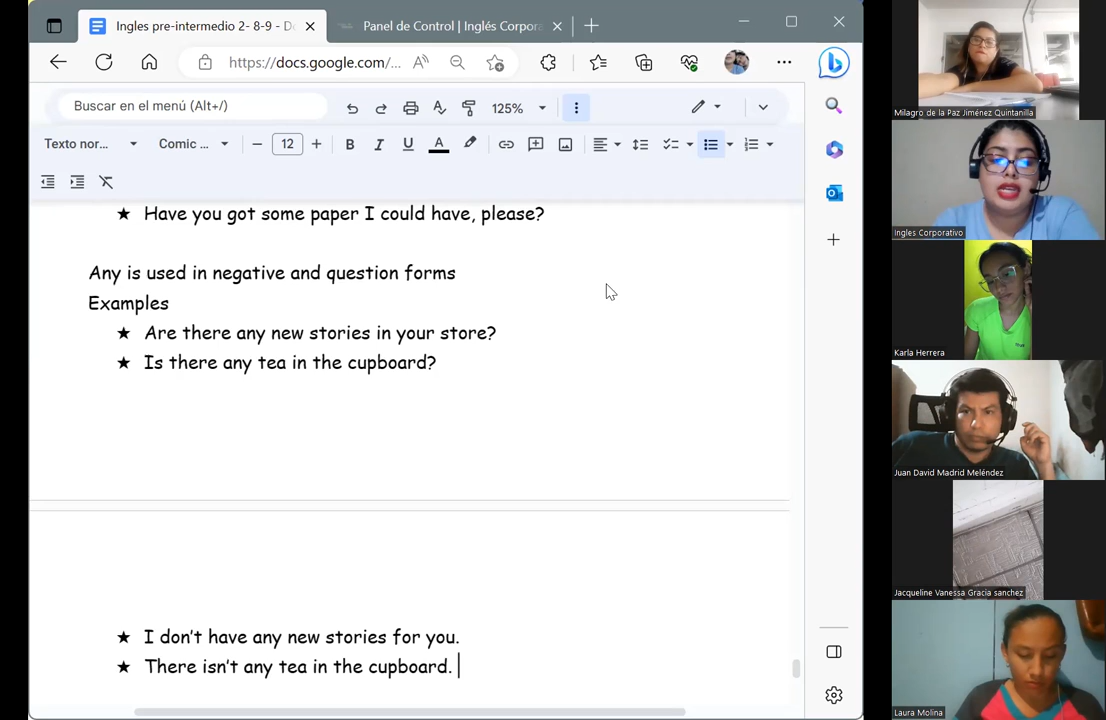 Ingles pre-intermedio 2- 8-9 - Do
Panel de Control | Inglés Corpora
https://docs.google.com/...
Buscar en el menú (Alt+/)
125%
Texto nor...
Comic ...
12
★ Have you got some paper I could have, please?
Any is used in negative and question forms
Examples
★ Are there any new stories in your store?
★ Is there any tea in the cupboard?
★ I don't have any new stories for you.
★ There isn't any tea in the cupboard.
Milagro de la Paz Jiménez Quintanilla
Ingles Corporativo
Karla Herrera
Juan David Madrid Meléndez
Jacqueline Vanessa Gracia sanchez
Laura Molina